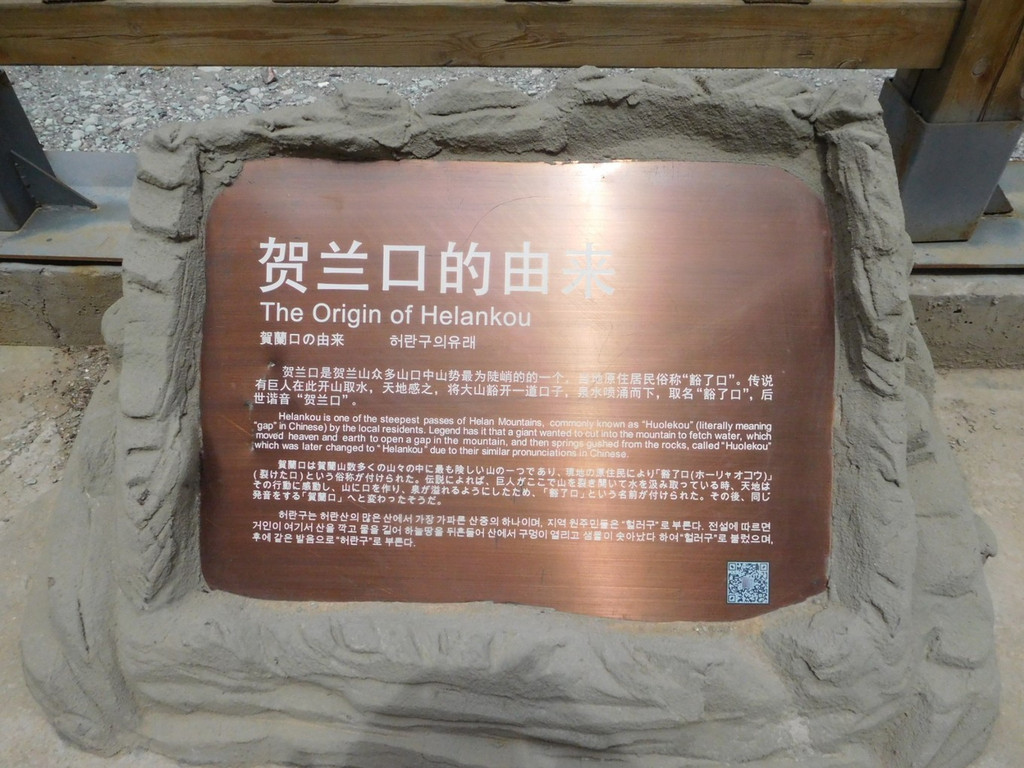 贺兰口的由来
The Origin of Helankou
賀蘭口の由来 허란구의유래
贺兰口是贺兰山众多山口中山势最为陡峭的的一个，当地原住居民俗称“豁了口”。传说
有巨人在此开山取水，天地感之，将大山豁开一道口子，泉水喷涌而下，取名“豁了口”，后
世谐音“贺兰口”。
Helankou is one of the steepest passes of Helan Mountains, commonly known as "Huolekou" (literally meaning
"gap" in Chinese) by the local residents. Legend has it that a giant wanted to cut into the mountain to fetch water, which
moved heaven and earth to open a gap in the mountain, and then springs gushed from the rocks, called "Huolekou"
which was later changed to " Helankou" due to their similar pronunciations in Chinese.
賀蘭口は賀蘭山数多くの山々の中に最も険しい山の一つであり、現地の原住民により「豁了口(ホーリャオコウ)」
(裂けた口)という俗称が付けられた。伝説によれば、巨人がここで山を裂き開いて水を汲み取っている時、天地は
その行動に感動し、山に口を作り、泉が溢れるようにしたため、「豁了口」という名前が付けられた。その後、同じ
発音をする「賀蘭口」へと変わったそうだ。
허란구는 허란산의 많은 산에서 가장 가파른 산중의 하나이며, 지역 원주민들은 “훨러구”로 부른다. 전설에 따르면
거인이 여기서 산을 깍고 물을 길어 하늘땅을 뒤흔들어 산에서 구멍이 열리고 샘물이 솟아났다 하여 “훨러구”로 불렀으며,
후에 같은 발음으로 “허란구”로 부른다.